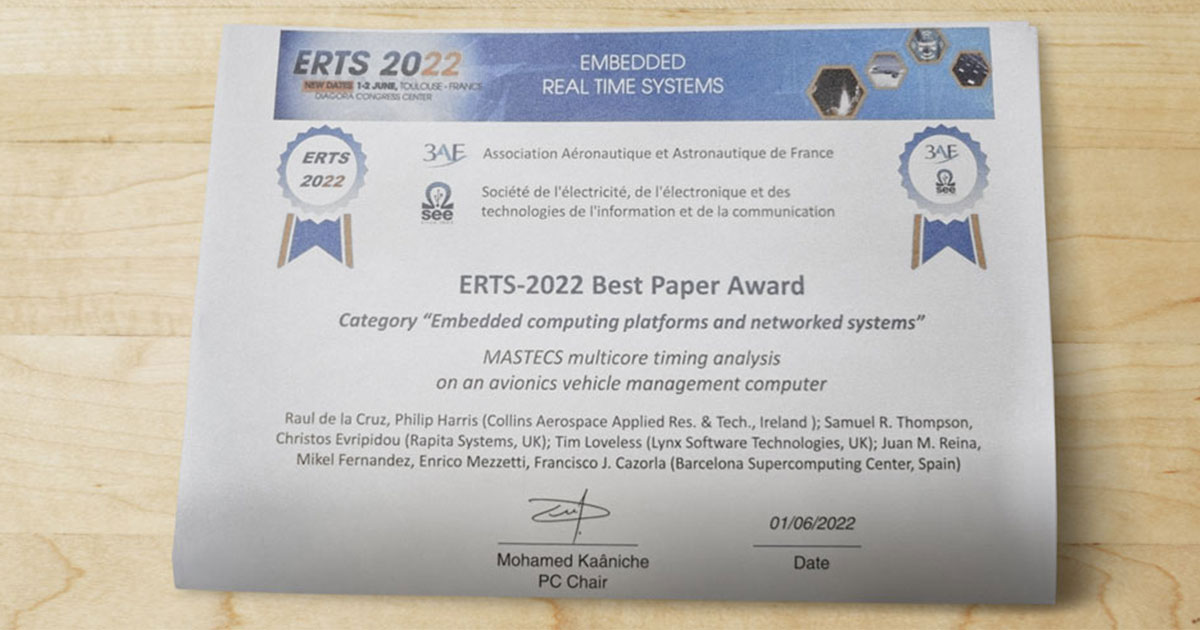 ERTS 2022
NEW DATES 1-2 JUNE, TOULOUSE - FRANCE
DIAGORA CONGRESS CENTER
EMBEDDED
REAL TIME SYSTEMS
ERTS
2022
3AF Association Aéronautique et Astronautique de France
see Société de l'électricité, de l'électronique et des
technologies de l'information et de la communication
3AF
see
ERTS-2022 Best Paper Award
Category “Embedded computing platforms and networked systems”
MASTECS multicore timing analysis
on an avionics vehicle management computer
Raul de la Cruz, Philip Harris (Collins Aerospace Applied Res. & Tech., Ireland ); Samuel R. Thompson,
Christos Evripidou (Rapita Systems, UK); Tim Loveless (Lynx Software Technologies, UK); Juan M. Reina,
Mikel Fernandez, Enrico Mezzetti, Francisco J. Cazorla (Barcelona Supercomputing Center, Spain)
01/06/2022
Mohamed Kaâniche
Date
PC Chair